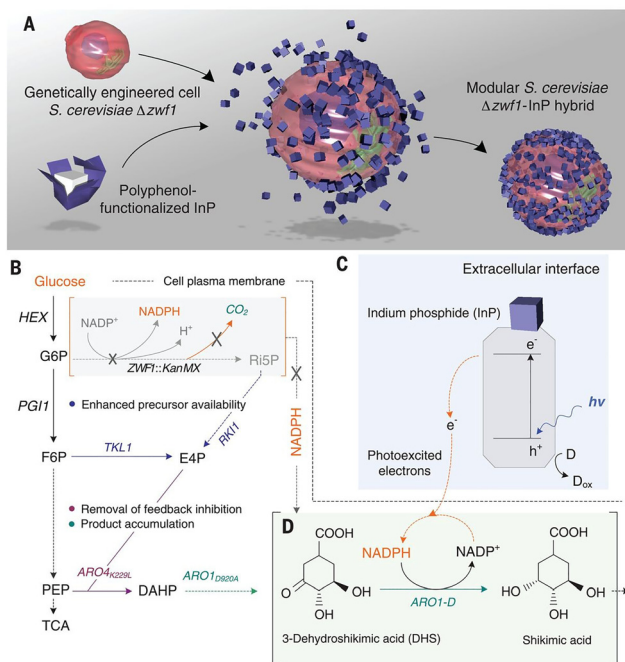 A
Genetically engineered cell
S. cerevisiae Δzwf1
Polyphenol-
functionalized InP
Modular S. cerevisiae
Δzwf1-InP hybrid
B
Glucose
Cell plasma membrane
HEX
NADP⁺
NADPH
H⁺
CO₂
G6P
ZWF1::KanMX
Ri5P
PGI1
Enhanced precursor availability
RKI1
NADPH
F6P
TKL1
E4P
Removal of feedback inhibition
Product accumulation
PEP
ARO4K229L
DAHP
ARO1D920A
TCA
C
Extracellular interface
Indium phosphide (InP)
e⁻
hv
h⁺
D
Dox
e⁻
Photoexcited
electrons
D
COOH
O
OH
OH
NADPH
NADP⁺
ARO1-D
COOH
HO
OH
OH
3-Dehydroshikimic acid (DHS)
Shikimic acid